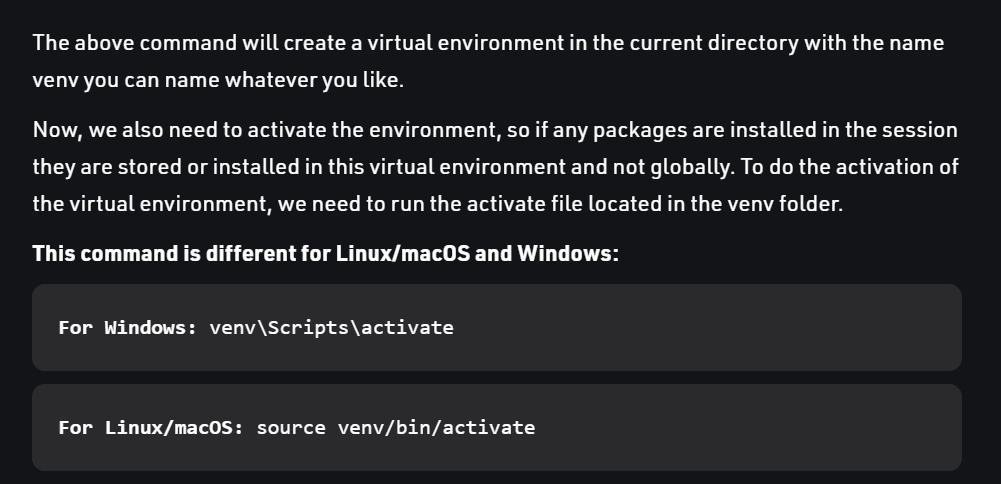 The above command will create a virtual environment in the current directory with the name
venv you can name whatever you like.
Now, we also need to activate the environment, so if any packages are installed in the session
they are stored or installed in this virtual environment and not globally. To do the activation of
the virtual environment, we need to run the activate file located in the venv folder.
This command is different for Linux/macOS and Windows:
For Windows: venv\Scripts\activate
For Linux/macOS: source venv/bin/activate